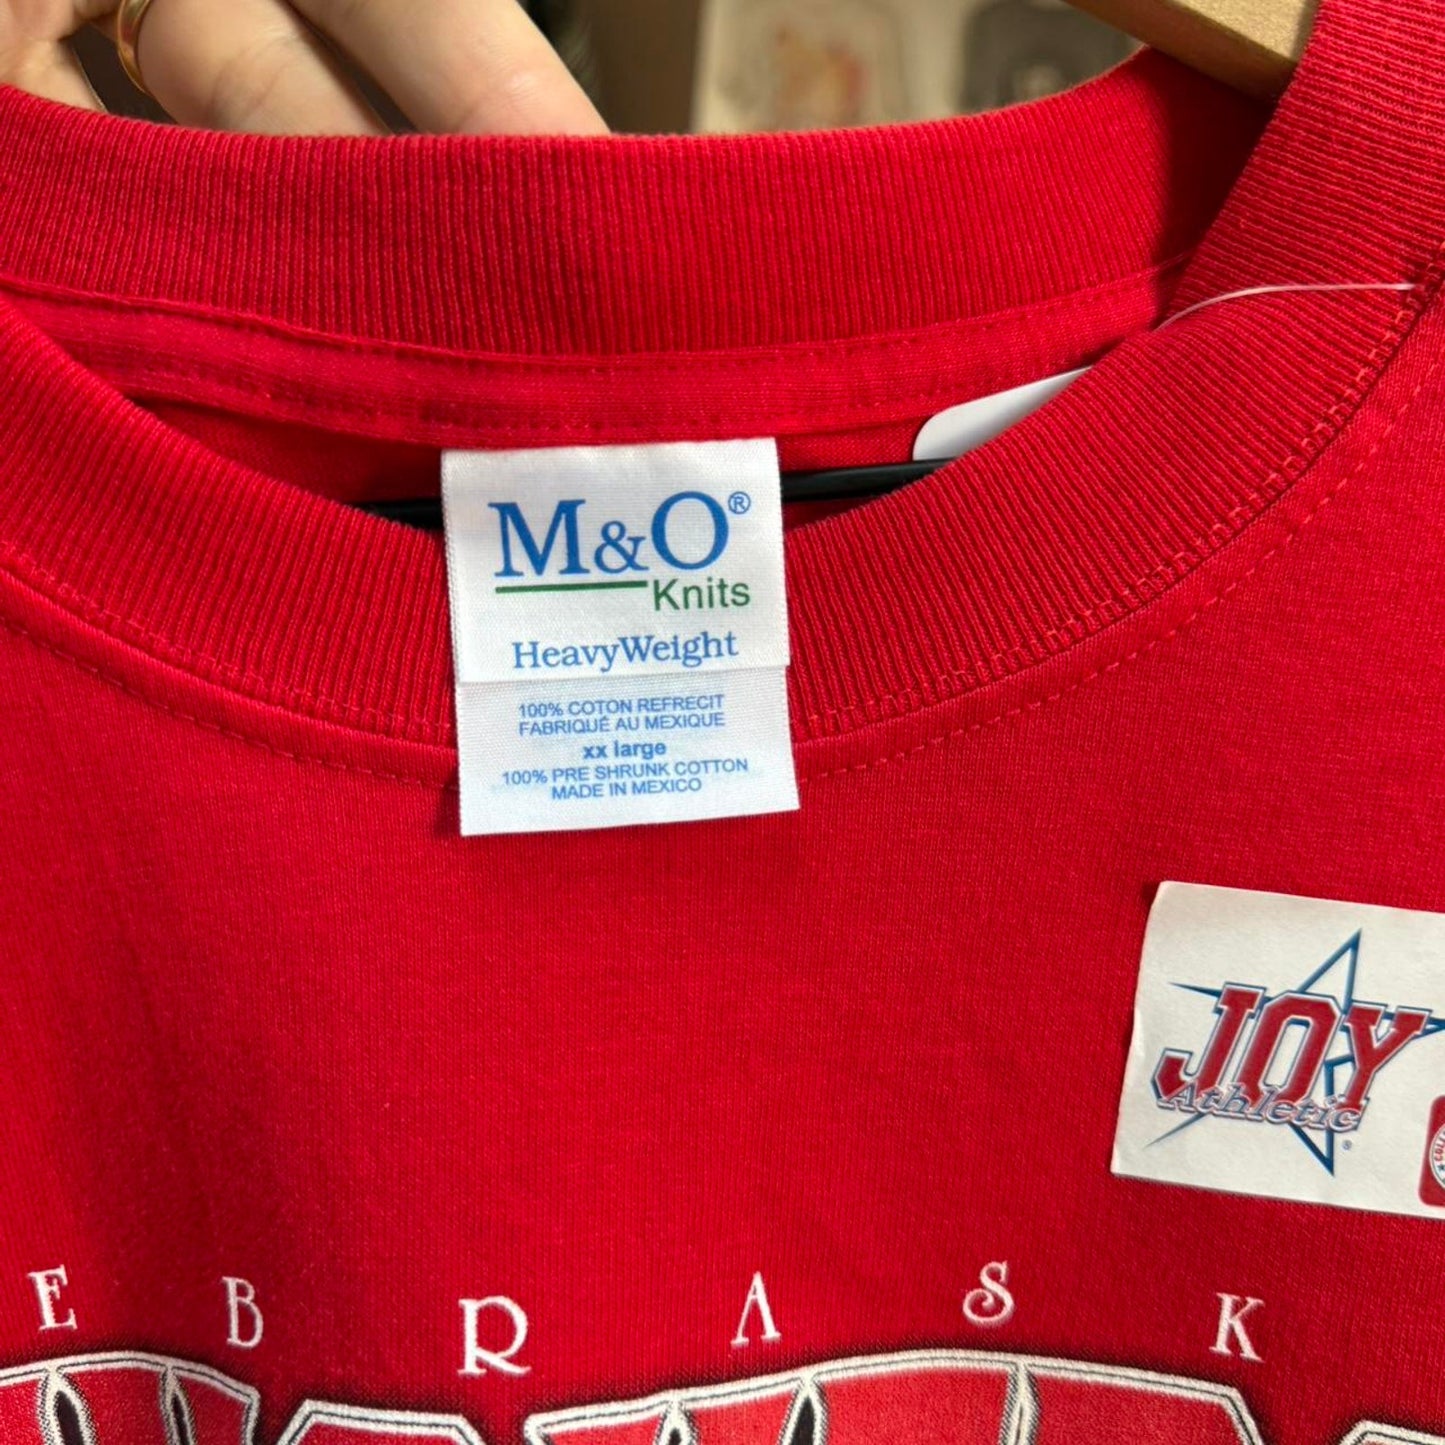 M&O®
Knits
HeavyWeight
100% COTON REFRECIT
FABRIQUÉ AU MEXIQUE
xx large
100% PRE SHRUNK COTTON
MADE IN MEXICO
JOY
Athletic®
EBRASK